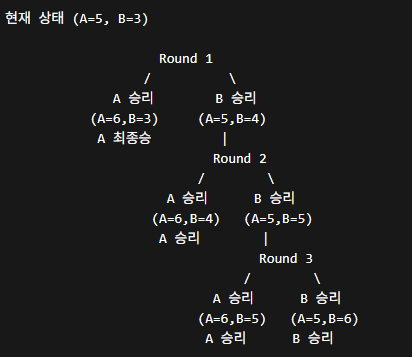 현재 상태 (A=5, B=3)
Round 1
/ \
A 승리 B 승리
(A=6,B=3) (A=5,B=4)
A 최종승 |
Round 2
/ \
A 승리 B 승리
(A=6,B=4) (A=5,B=5)
A 승리 |
Round 3
/ \
A 승리 B 승리
(A=6,B=5) (A=5,B=6)
A 승리 B 승리